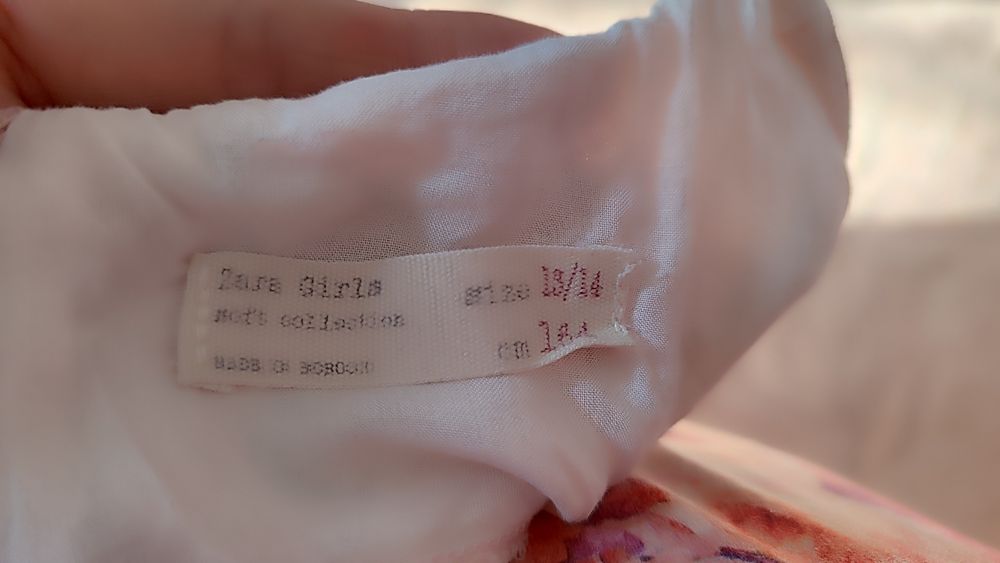 Zara Girls size 13/14
soft collection
cm 164
MADE IN MOROCCO